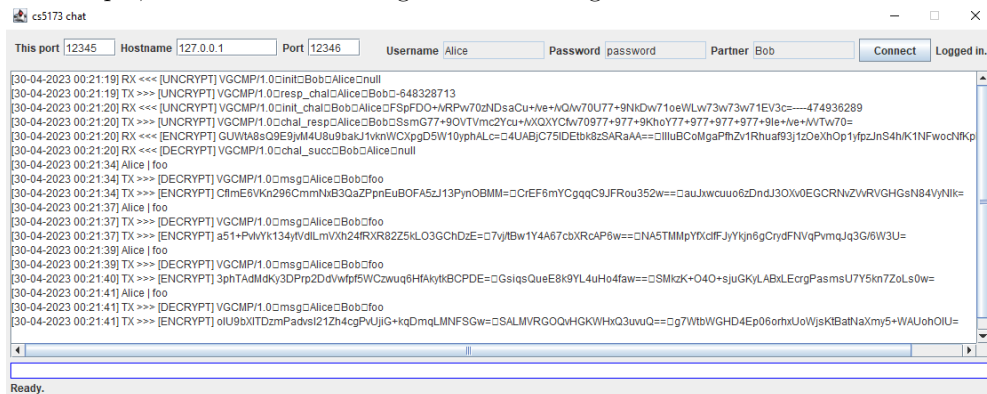 cs5173 chat
This port 12345 Hostname 127.0.0.1 Port 12346 Username Alice Password password Partner Bob Connect Logged in.
[30-04-2023 00:21:19] RX <<< [UNCRYPT] VGCMP/1.0□init□Bob□Alice□null
[30-04-2023 00:21:19] TX >>> [UNCRYPT] VGCMP/1.0□resp_chal□Alice□Bob□-648328713
[30-04-2023 00:21:20] RX <<< [UNCRYPT] VGCMP/1.0□init_chal□Bob□Alice□FSpFDO+/vRPw70zNDsaCu+/ve+/vQ/w70U77+9NkDw71oeWLw73w73w71EV3c=----474936289
[30-04-2023 00:21:20] TX >>> [UNCRYPT] VGCMP/1.0□chal_resp□Alice□Bob□SsmG77+9OVTVmc2Ycu+/vXQXYCfw70977+977+9KhoY77+977+977+977+9Ie+/ve+/vVTw70=
[30-04-2023 00:21:20] RX <<< [ENCRYPT] GUWtA8sQ9E9jyM4U8u9bakJ1vknWCXpgD5W10yphALc=□4UABjC75IDEtbk8zSARaAA==□IlIuBCoMgaPfhZv1Rhuaf93j1zOeXhOp1yfpzJnS4h/K1NFwocNfKp
[30-04-2023 00:21:20] RX <<< [DECRYPT] VGCMP/1.0□chal_succ□Bob□Alice□null
[30-04-2023 00:21:34] Alice | foo
[30-04-2023 00:21:34] TX >>> [DECRYPT] VGCMP/1.0□msg□Alice□Bob□foo
[30-04-2023 00:21:34] TX >>> [ENCRYPT] CflmE6VKn296CmmNxB3QaZPpnEuBOFA5zJ13PynOBMM=□CrEF6mYCgqqC9JFRou352w==□auJxwcuuo6zDndJ3OXv0EGCRNvZVvRVGHGsN84VyNIk=
[30-04-2023 00:21:37] Alice | foo
[30-04-2023 00:21:37] TX >>> [DECRYPT] VGCMP/1.0□msg□Alice□Bob□foo
[30-04-2023 00:21:37] TX >>> [ENCRYPT] a51+PvIvYk134ytVdILmVXh24fRXR82Z5kLO3GChDzE=□7vj/tBw1Y4A67cbXRcAP6w==□NA5TMMpYfXclfFJyYkjn6gCrydFNVqPvmqJq3G/6W3U=
[30-04-2023 00:21:39] Alice | foo
[30-04-2023 00:21:39] TX >>> [DECRYPT] VGCMP/1.0□msg□Alice□Bob□foo
[30-04-2023 00:21:40] TX >>> [ENCRYPT] 3phTAdMdKy3DPrp2DdVwfpf5WCzwuq6HfAkytkBCPDE=□GsiqsQueE8k9YL4uHo4faw==□SMkzK+O4O+sjuGKyLABxLEcrgPasmsU7Y5kn7ZoLs0w=
[30-04-2023 00:21:41] Alice | foo
[30-04-2023 00:21:41] TX >>> [DECRYPT] VGCMP/1.0□msg□Alice□Bob□foo
[30-04-2023 00:21:41] TX >>> [ENCRYPT] oIU9bXITDzmPadvsI21Zh4cgPvUjiG+kqDmqLMNFSGw=□SALMVRGOQvHGKWHxQ3uvuQ==□g7WtbWGHD4Ep06orhxUoWjsKtBatNaXmy5+WAUohOIU=
Ready.